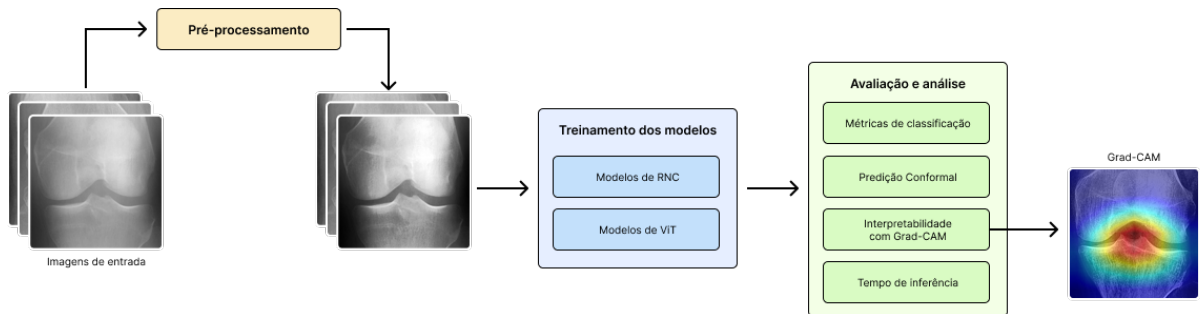 Pré-processamento
Imagens de entrada
Treinamento dos modelos
Modelos de RNC
Modelos de ViT
Avaliação e análise
Métricas de classificação
Predição Conformal
Interpretabilidade
com Grad-CAM
Tempo de inferência
Grad-CAM